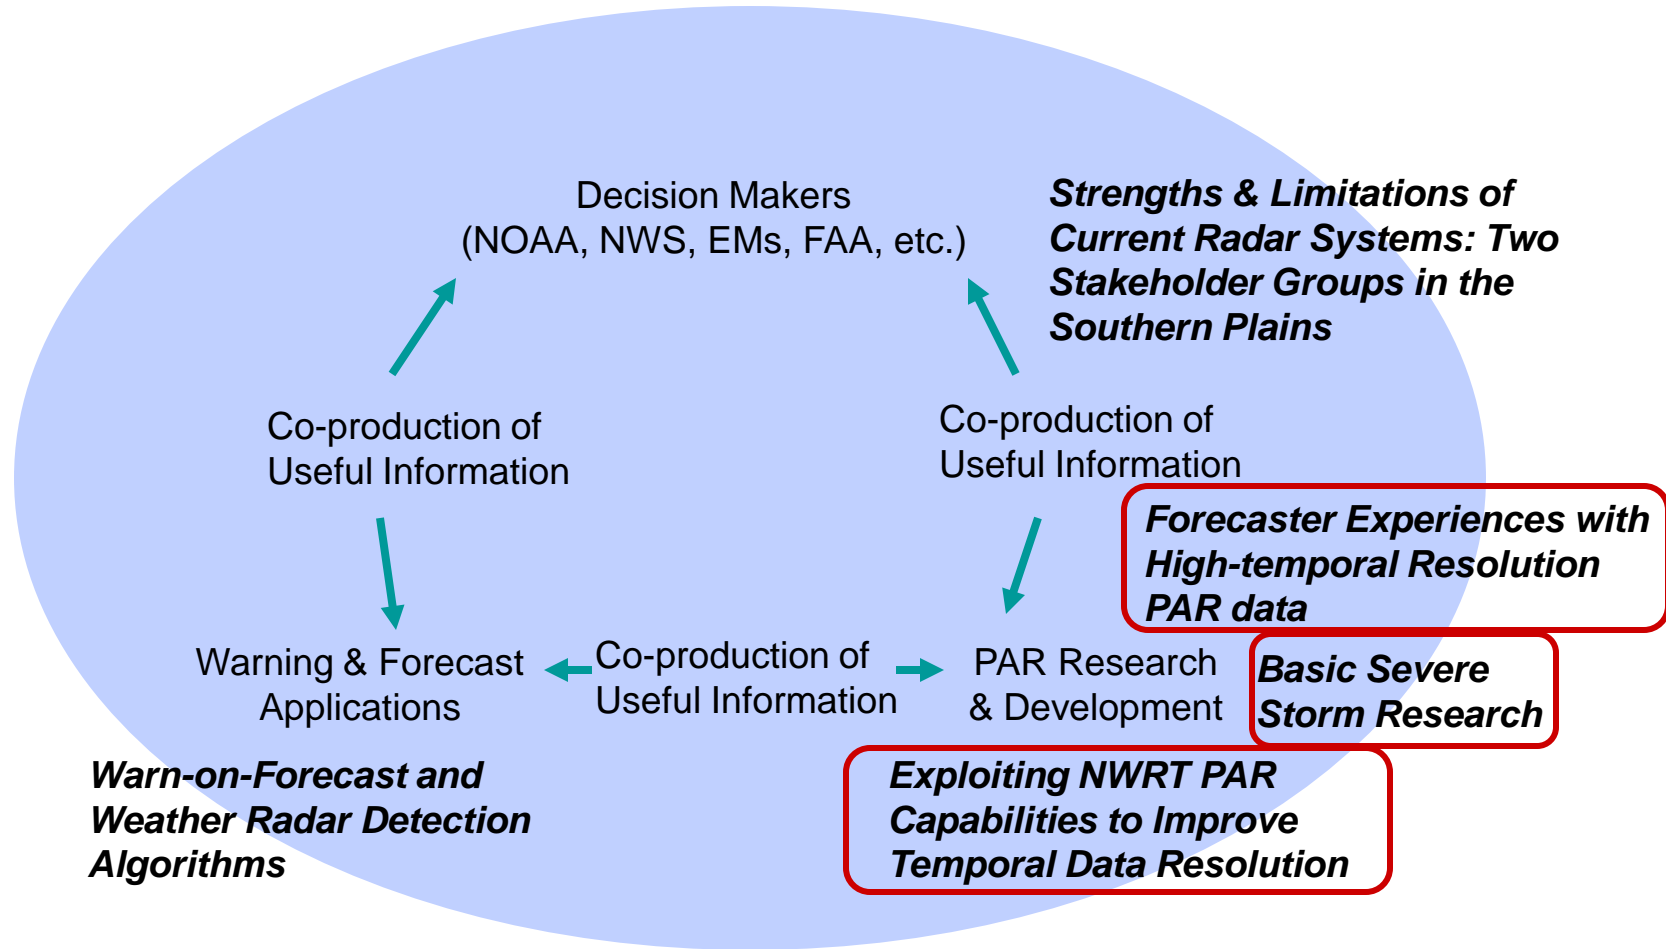 Decision Makers
(NOAA, NWS, EMs, FAA, etc.)
Strengths & Limitations of
Current Radar Systems: Two
Stakeholder Groups in the
Southern Plains
Co-production of
Useful Information
Co-production of
Useful Information
Forecaster Experiences with
High-temporal Resolution
PAR data
Warning & Forecast
Applications
Co-production of
Useful Information
PAR Research
& Development
Basic Severe
Storm Research
Warn-on-Forecast and
Weather Radar Detection
Algorithms
Exploiting NWRT PAR
Capabilities to Improve
Temporal Data Resolution